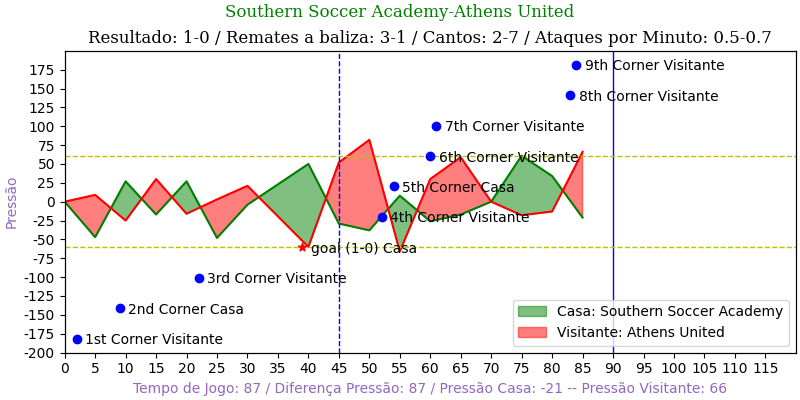 Southern Soccer Academy-Athens United
Resultado: 1-0 / Remates a baliza: 3-1 / Cantos: 2-7 / Ataques por Minuto: 0.5-0.7
Pressão
175
150
125
100
75
50
25
0
-25
-50
-75
-100
-125
-150
-175
-200
9th Corner Visitante
8th Corner Visitante
7th Corner Visitante
6th Corner Visitante
5th Corner Casa
4th Corner Visitante
goal (1-0) Casa
3rd Corner Visitante
2nd Corner Casa
1st Corner Visitante
Casa: Southern Soccer Academy
Visitante: Athens United
0 5 10 15 20 25 30 35 40 45 50 55 60 65 70 75 80 85 90 95 100 105 110 115
Tempo de Jogo: 87 / Diferença Pressão: 87 / Pressão Casa: -21 -- Pressão Visitante: 66